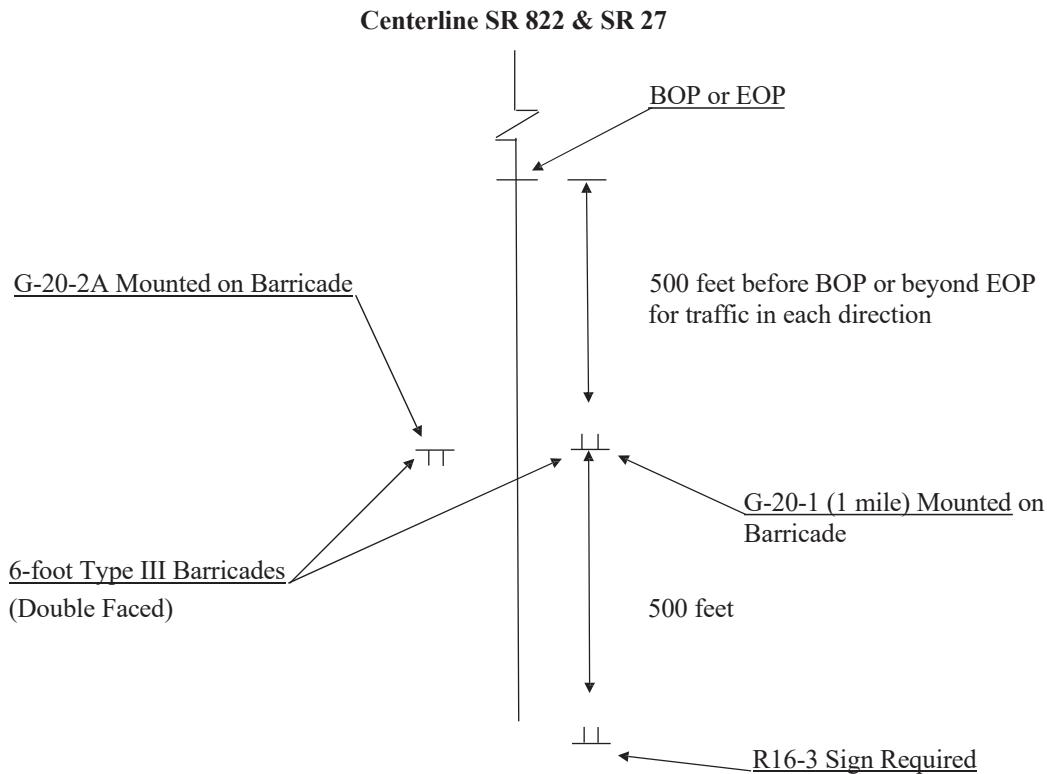 Centerline SR 822 & SR 27
BOP or EOP
G-20-2A Mounted on Barricade
500 feet before BOP or beyond EOP
for traffic in each direction
G-20-1 (1 mile) Mounted on
Barricade
6-foot Type III Barricades
(Double Faced)
500 feet
R16-3 Sign Required